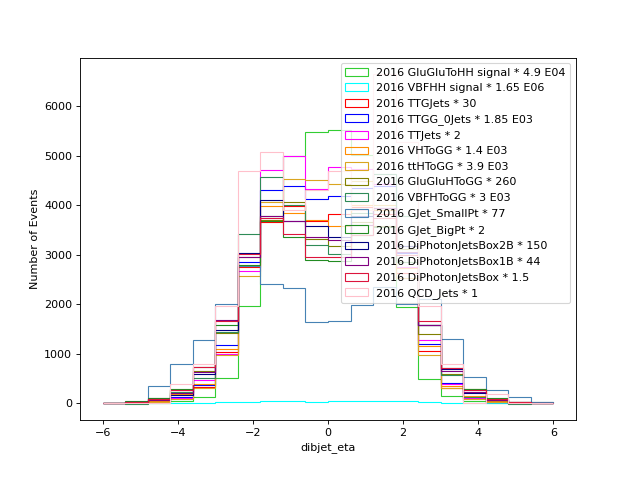 2016 GluGluToHH signal * 4.9 E04
2016 VBFHH signal * 1.65 E06
2016 TTGJets * 30
2016 TTGG_0Jets * 1.85 E03
2016 TTJets * 2
2016 VHToGG * 1.4 E03
2016 ttHToGG * 3.9 E03
2016 GluGluHToGG * 260
2016 VBFHToGG * 3 E03
2016 GJet_SmallPt * 77
2016 GJet_BigPt * 2
2016 DiPhotonJetsBox2B * 150
2016 DiPhotonJetsBox1B * 44
2016 DiPhotonJetsBox * 1.5
2016 QCD_Jets * 1
Number of Events
6000
5000
4000
3000
2000
1000
0
−6 −4 −2 0 2 4 6
dibjet_eta